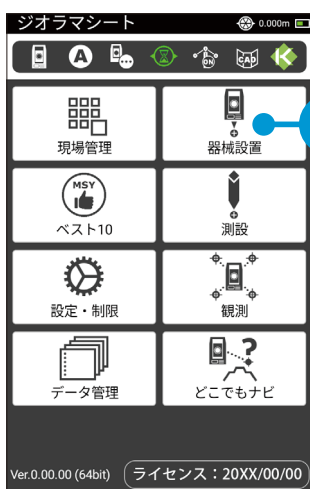 ジオラマシート 0.000m
A ON CAD K
現場管理 器械設置
MSY
ベスト10 測設
設定・制限 観測
データ管理 どこでもナビ
Ver.0.00.00 (64bit) ライセンス：20XX/00/00